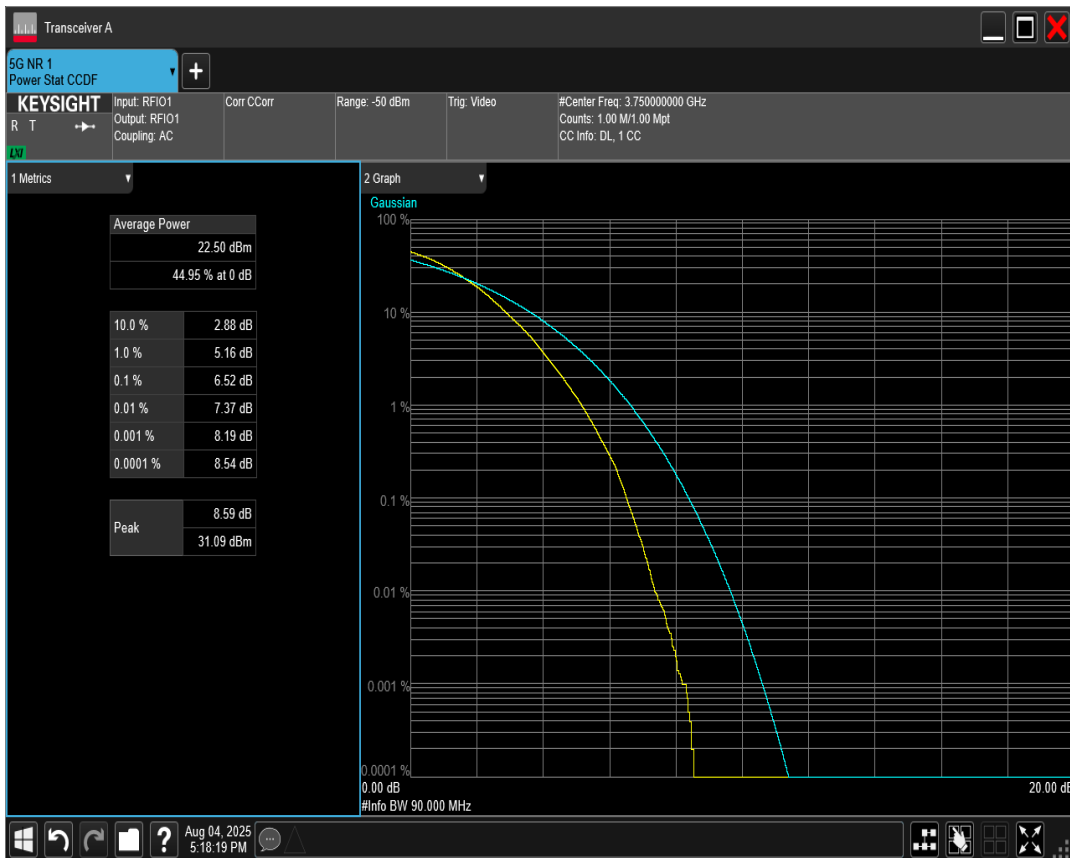 Transceiver A
5G NR 1
Power Stat CCDF
+
KEYSIGHT
R T
LXI
Input: RFIO1
Output: RFIO1
Coupling: AC
Corr CCorr
Range: -50 dBm
Trig: Video
#Center Freq: 3.750000000 GHz
Counts: 1.00 M/1.00 Mpt
CC Info: DL, 1 CC
1 Metrics
Average Power
22.50 dBm
44.95 % at 0 dB
10.0 % 2.88 dB
1.0 % 5.16 dB
0.1 % 6.52 dB
0.01 % 7.37 dB
0.001 % 8.19 dB
0.0001 % 8.54 dB
Peak 8.59 dB
31.09 dBm
2 Graph
Gaussian
100 %
10 %
1 %
0.1 %
0.01 %
0.001 %
0.0001 %
0.00 dB 20.00 dB
#Info BW 90.000 MHz
?
Aug 04, 2025
5:18:19 PM